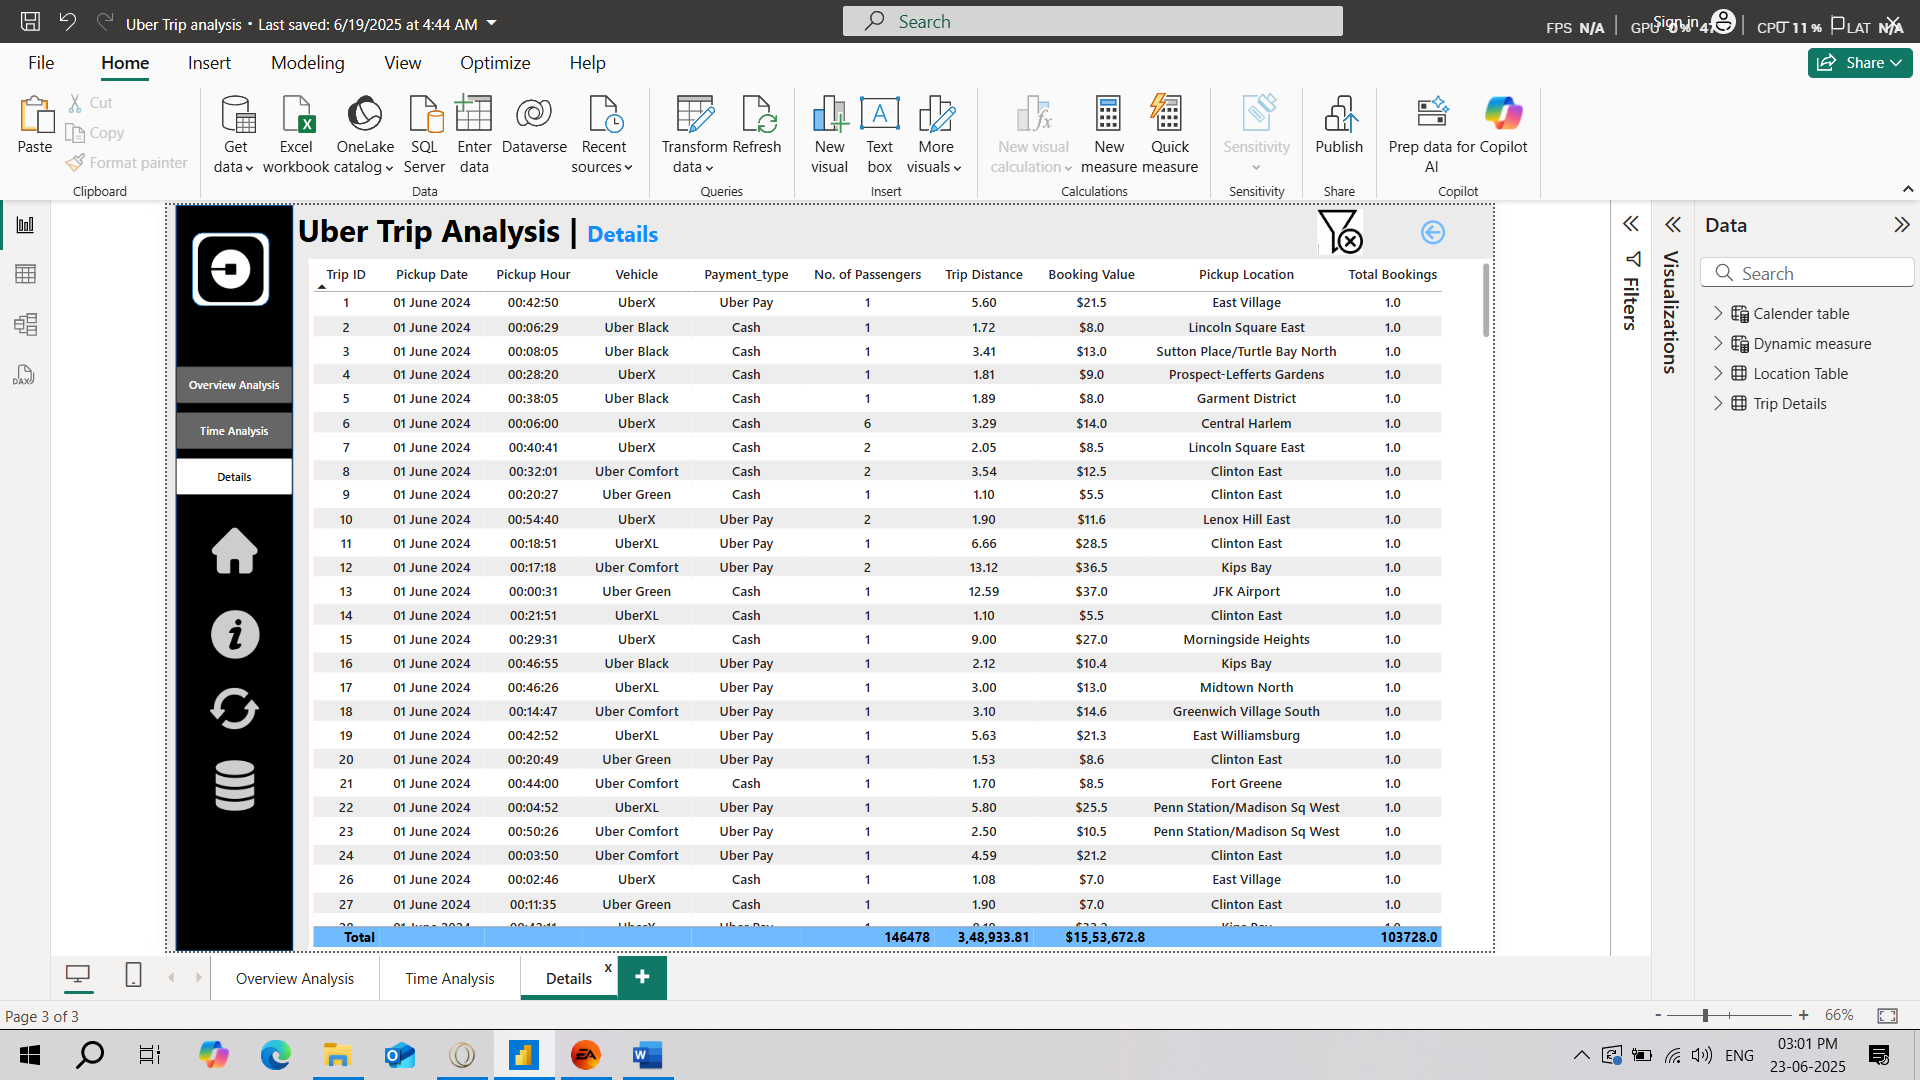 Uber Trip analysis • Last saved: 6/19/2025 at 4:44 AM
Search
Sign in
FPS N/A
GPU 0% 47
CPU 11 %
LAT N/A
File Home Insert Modeling View Optimize Help
Share
Paste
Cut
Copy
Format painter
Clipboard
Get data
Excel workbook
OneLake catalog
SQL Server
Enter data
Dataverse
Recent sources
Data
Transform data
Refresh
Queries
New visual
Text box
More visuals
Insert
New visual calculation
New measure
Quick measure
Calculations
Sensitivity
Sensitivity
Publish
Share
Prep data for AI
Copilot
Copilot
Uber Trip Analysis | Details
Overview Analysis
Time Analysis
Details
Trip ID Pickup Date Pickup Hour Vehicle Payment_type No. of Passengers Trip Distance Booking Value Pickup Location Total Bookings
1 01 June 2024 00:42:50 UberX Uber Pay 1 5.60 $21.5 East Village 1.0
2 01 June 2024 00:06:29 Uber Black Cash 1 1.72 $8.0 Lincoln Square East 1.0
3 01 June 2024 00:08:05 Uber Black Cash 1 3.41 $13.0 Sutton Place/Turtle Bay North 1.0
4 01 June 2024 00:28:20 UberX Cash 1 1.81 $9.0 Prospect-Lefferts Gardens 1.0
5 01 June 2024 00:38:05 Uber Black Cash 1 1.89 $8.0 Garment District 1.0
6 01 June 2024 00:06:00 UberX Cash 6 3.29 $14.0 Central Harlem 1.0
7 01 June 2024 00:40:41 UberX Cash 2 2.05 $8.5 Lincoln Square East 1.0
8 01 June 2024 00:32:01 Uber Comfort Cash 2 3.54 $12.5 Clinton East 1.0
9 01 June 2024 00:20:27 Uber Green Cash 1 1.10 $5.5 Clinton East 1.0
10 01 June 2024 00:54:40 UberX Uber Pay 2 1.90 $11.6 Lenox Hill East 1.0
11 01 June 2024 00:18:51 UberXL Uber Pay 1 6.66 $28.5 Clinton East 1.0
12 01 June 2024 00:17:18 Uber Comfort Uber Pay 2 13.12 $36.5 Kips Bay 1.0
13 01 June 2024 00:00:31 Uber Green Cash 1 12.59 $37.0 JFK Airport 1.0
14 01 June 2024 00:21:51 UberXL Cash 1 1.10 $5.5 Clinton East 1.0
15 01 June 2024 00:29:31 UberX Cash 1 9.00 $27.0 Morningside Heights 1.0
16 01 June 2024 00:46:55 Uber Black Uber Pay 1 2.12 $10.4 Kips Bay 1.0
17 01 June 2024 00:46:26 UberXL Uber Pay 1 3.00 $13.0 Midtown North 1.0
18 01 June 2024 00:14:47 Uber Comfort Uber Pay 1 3.10 $14.6 Greenwich Village South 1.0
19 01 June 2024 00:42:52 UberXL Uber Pay 1 5.63 $21.3 East Williamsburg 1.0
20 01 June 2024 00:20:49 Uber Green Uber Pay 1 1.53 $8.6 Clinton East 1.0
21 01 June 2024 00:44:00 Uber Comfort Cash 1 1.70 $8.5 Fort Greene 1.0
22 01 June 2024 00:04:52 UberXL Uber Pay 1 5.80 $25.5 Penn Station/Madison Sq West 1.0
23 01 June 2024 00:50:26 Uber Comfort Uber Pay 1 2.50 $10.5 Penn Station/Madison Sq West 1.0
24 01 June 2024 00:03:50 Uber Comfort Uber Pay 1 4.59 $21.2 Clinton East 1.0
26 01 June 2024 00:02:46 UberX Cash 1 1.08 $7.0 East Village 1.0
27 01 June 2024 00:11:35 Uber Green Cash 1 1.90 $7.0 Clinton East 1.0
Total 146478 3,48,933.81 $15,53,672.8 103728.0
Filters
Visualizations
Data
Search
Calender table
Dynamic measure
Location Table
Trip Details
DAX
Overview Analysis
Time Analysis
Details
x
+
Page 3 of 3
- + 66%
EA
W
ENG
03:01 PM
23-06-2025